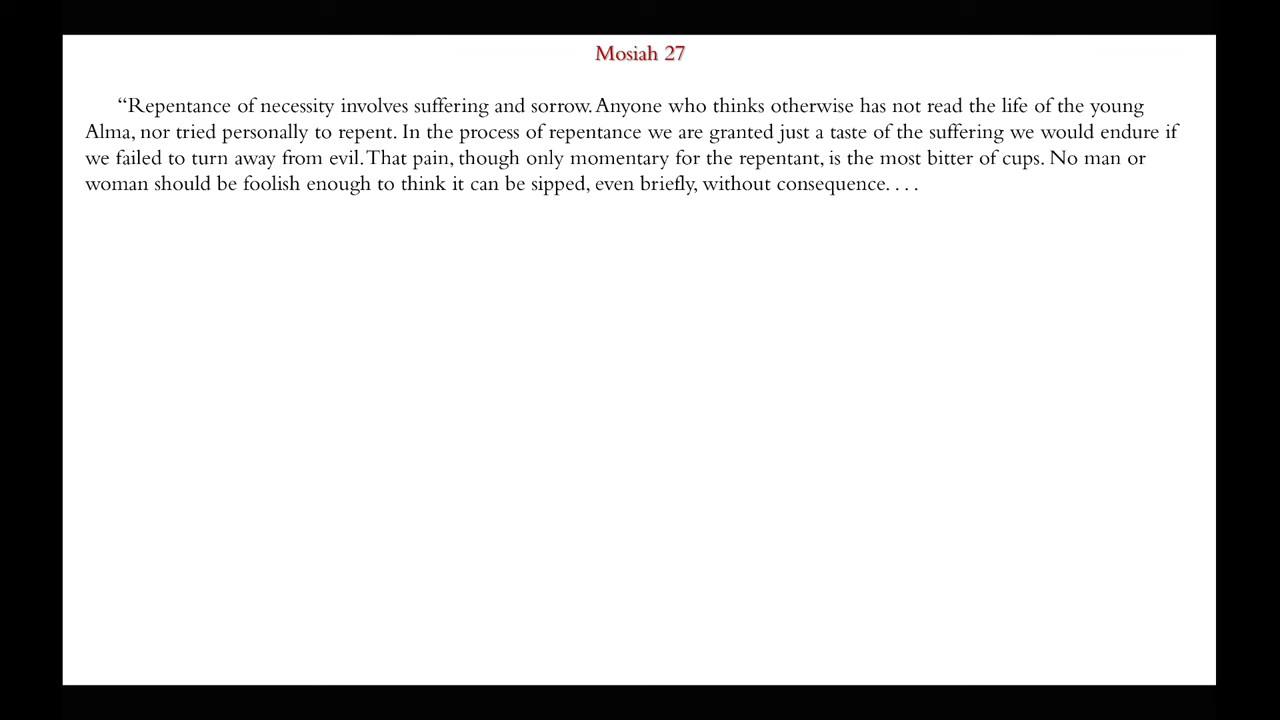 Mosiah 27
“Repentance of necessity involves suffering and sorrow. Anyone who thinks otherwise has not read the life of the young
Alma, nor tried personally to repent. In the process of repentance we are granted just a taste of the suffering we would endure if
we failed to turn away from evil. That pain, though only momentary for the repentant, is the most bitter of cups. No man or
woman should be foolish enough to think it can be sipped, even briefly, without consequence. . . .